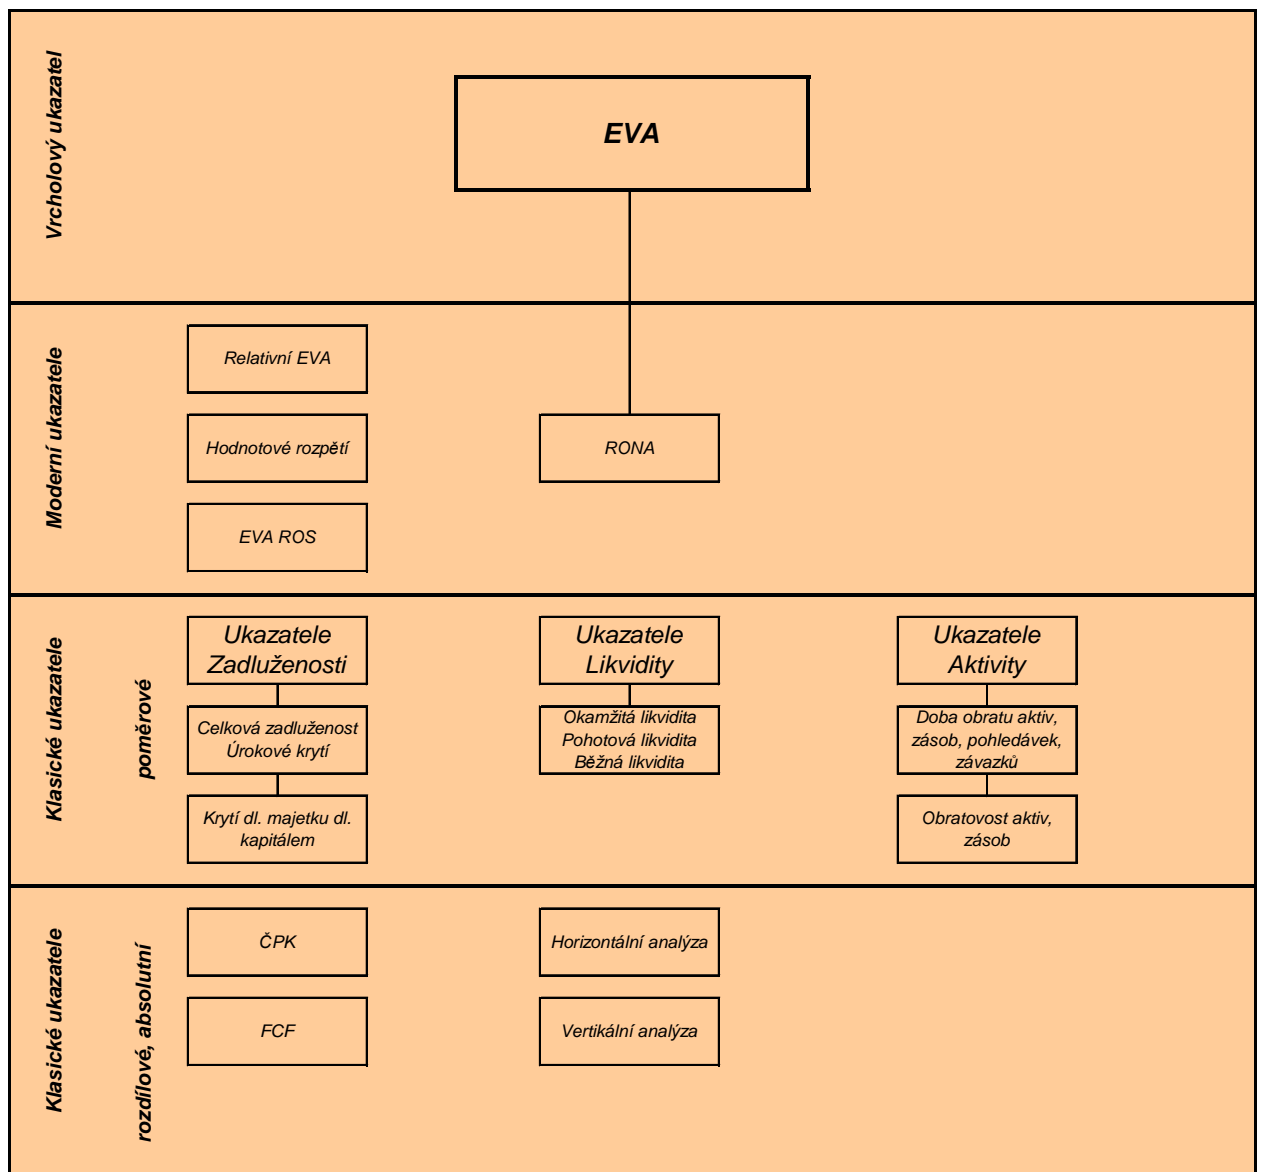 Vrcholový ukazatel
EVA
Moderní ukazatele
Relativní EVA
Hodnotové rozpětí
RONA
EVA ROS
Klasické ukazatele
poměrové
Ukazatele
Zadluženosti
Ukazatele
Likvidity
Ukazatele
Aktivity
Celková zadluženost
Úrokové krytí
Okamžitá likvidita
Pohotová likvidita
Běžná likvidita
Doba obratu aktiv,
zásob, pohledávek,
závazků
Krytí dl. majetku dl.
kapitálem
Obratovost aktiv,
zásob
Klasické ukazatele
rozdílové, absolutní
ČPK
Horizontální analýza
FCF
Vertikální analýza